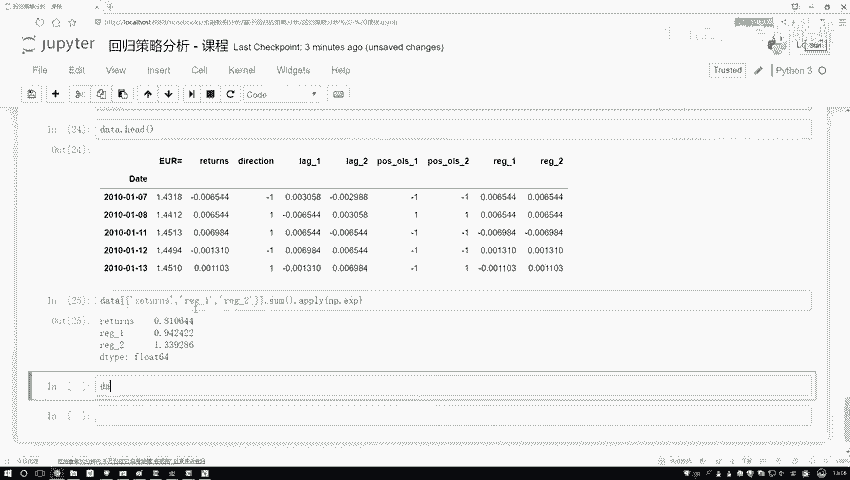 jupyter 回归策略分析 - 课程 Last Checkpoint: 3 minutes ago (unsaved changes)
File Edit View Insert Cell Kernel Widgets Help
Trusted Python 3
Code
In [24]: data.head()
Out[24]:
EUR= returns direction lag_1 lag_2 pos_ols_1 pos_ols_2 reg_1 reg_2
Date
2010-01-07 1.4318 -0.006544 -1 0.003058 -0.002988 -1 -1 0.006544 0.006544
2010-01-08 1.4412 0.006544 1 -0.006544 0.003058 1 1 0.006544 0.006544
2010-01-11 1.4513 0.006984 1 0.006544 -0.006544 -1 -1 -0.006984 -0.006984
2010-01-12 1.4494 -0.001310 -1 0.006984 0.006544 -1 -1 0.001310 0.001310
2010-01-13 1.4510 0.001103 1 -0.001310 0.006984 -1 1 -0.001103 0.001103
In [25]: data[['returns','reg_1','reg_2']].sum().apply(np.exp)
Out[25]: returns 0.810644
reg_1 0.942422
reg_2 1.339286
dtype: float64
In [ ]: da
In [ ]: